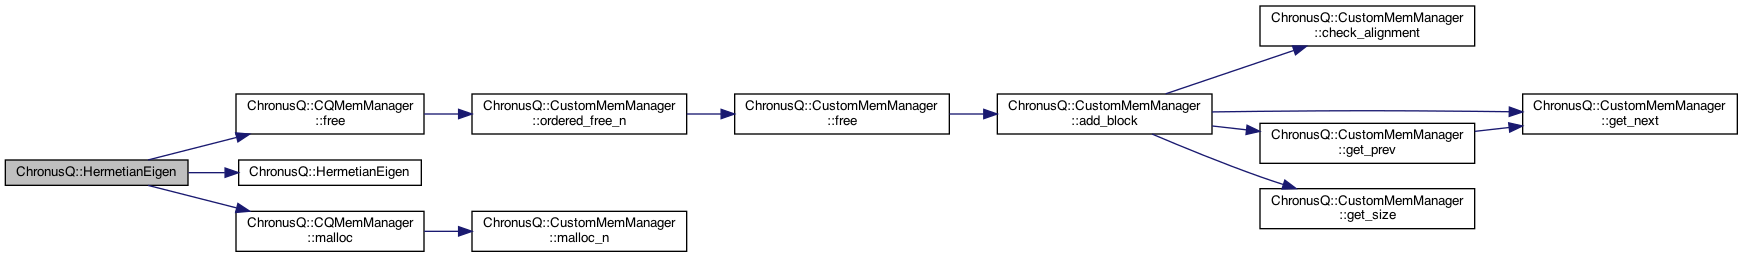 ChronusQ::HermetianEigen
ChronusQ::CQMemManager
::free
ChronusQ::HermetianEigen
ChronusQ::CQMemManager
::malloc
ChronusQ::CustomMemManager
::ordered_free_n
ChronusQ::CustomMemManager
::malloc_n
ChronusQ::CustomMemManager
::free
ChronusQ::CustomMemManager
::add_block
ChronusQ::CustomMemManager
::check_alignment
ChronusQ::CustomMemManager
::get_prev
ChronusQ::CustomMemManager
::get_size
ChronusQ::CustomMemManager
::get_next